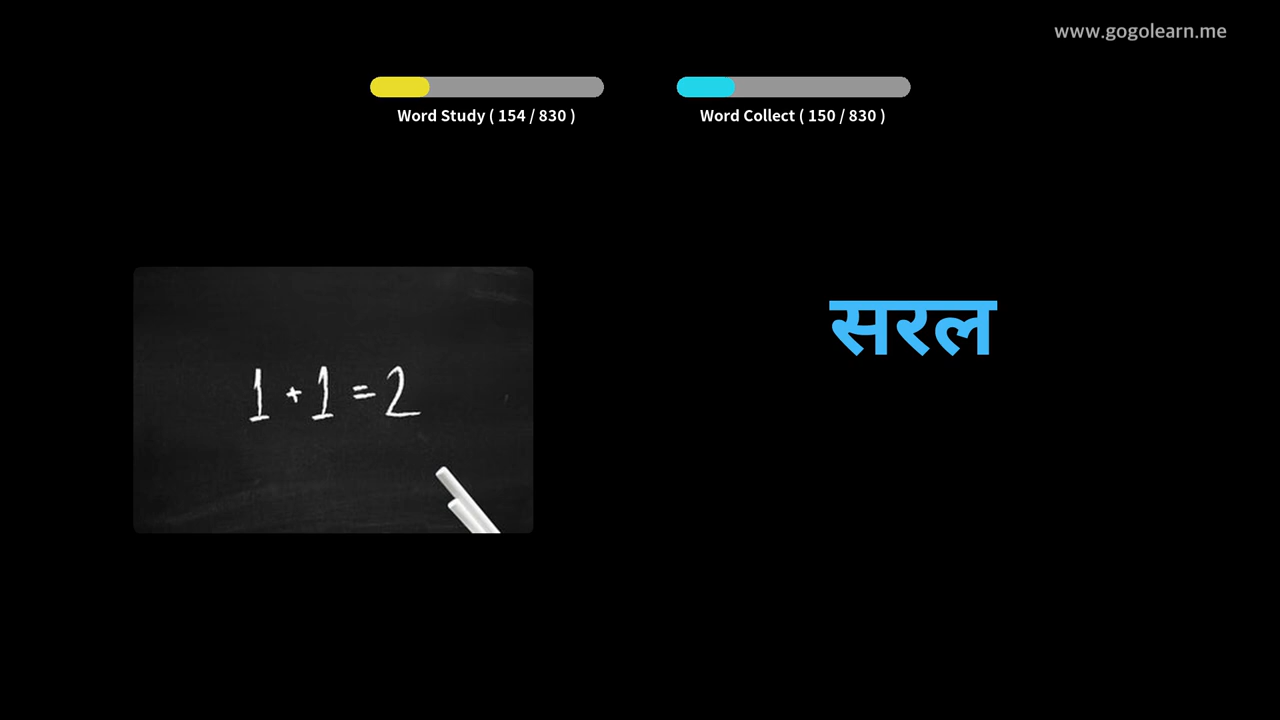 www.gogolearn.me
Word Study ( 154 / 830 )
Word Collect ( 150 / 830 )
सरल
1 + 1 = 2